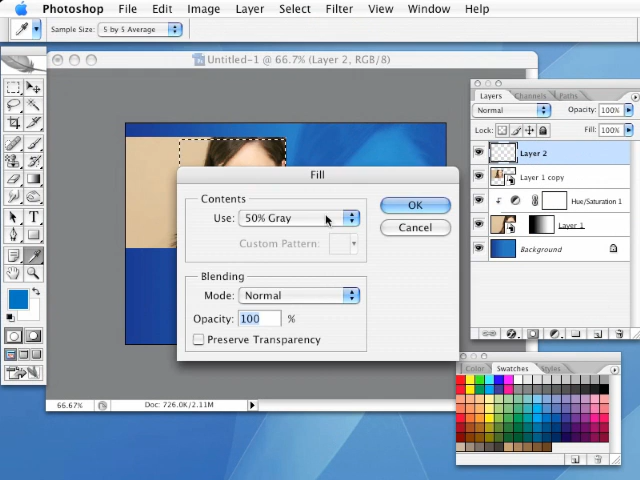 Photoshop File Edit Image Layer Select Filter View Window Help
Sample Size: 5 by 5 Average
Untitled-1 @ 66.7% (Layer 2, RGB/8)
Layers Channels Paths
Normal Opacity: 100%
Lock: Fill: 100%
Layer 2
Layer 1 copy
Hue/Saturation 1
Layer 1
Background
Fill
Contents
Use: 50% Gray
Custom Pattern:
OK
Cancel
Blending
Mode: Normal
Opacity: 100 %
Preserve Transparency
Color Swatches Styles
66.67% Doc: 726.0K/2.11M